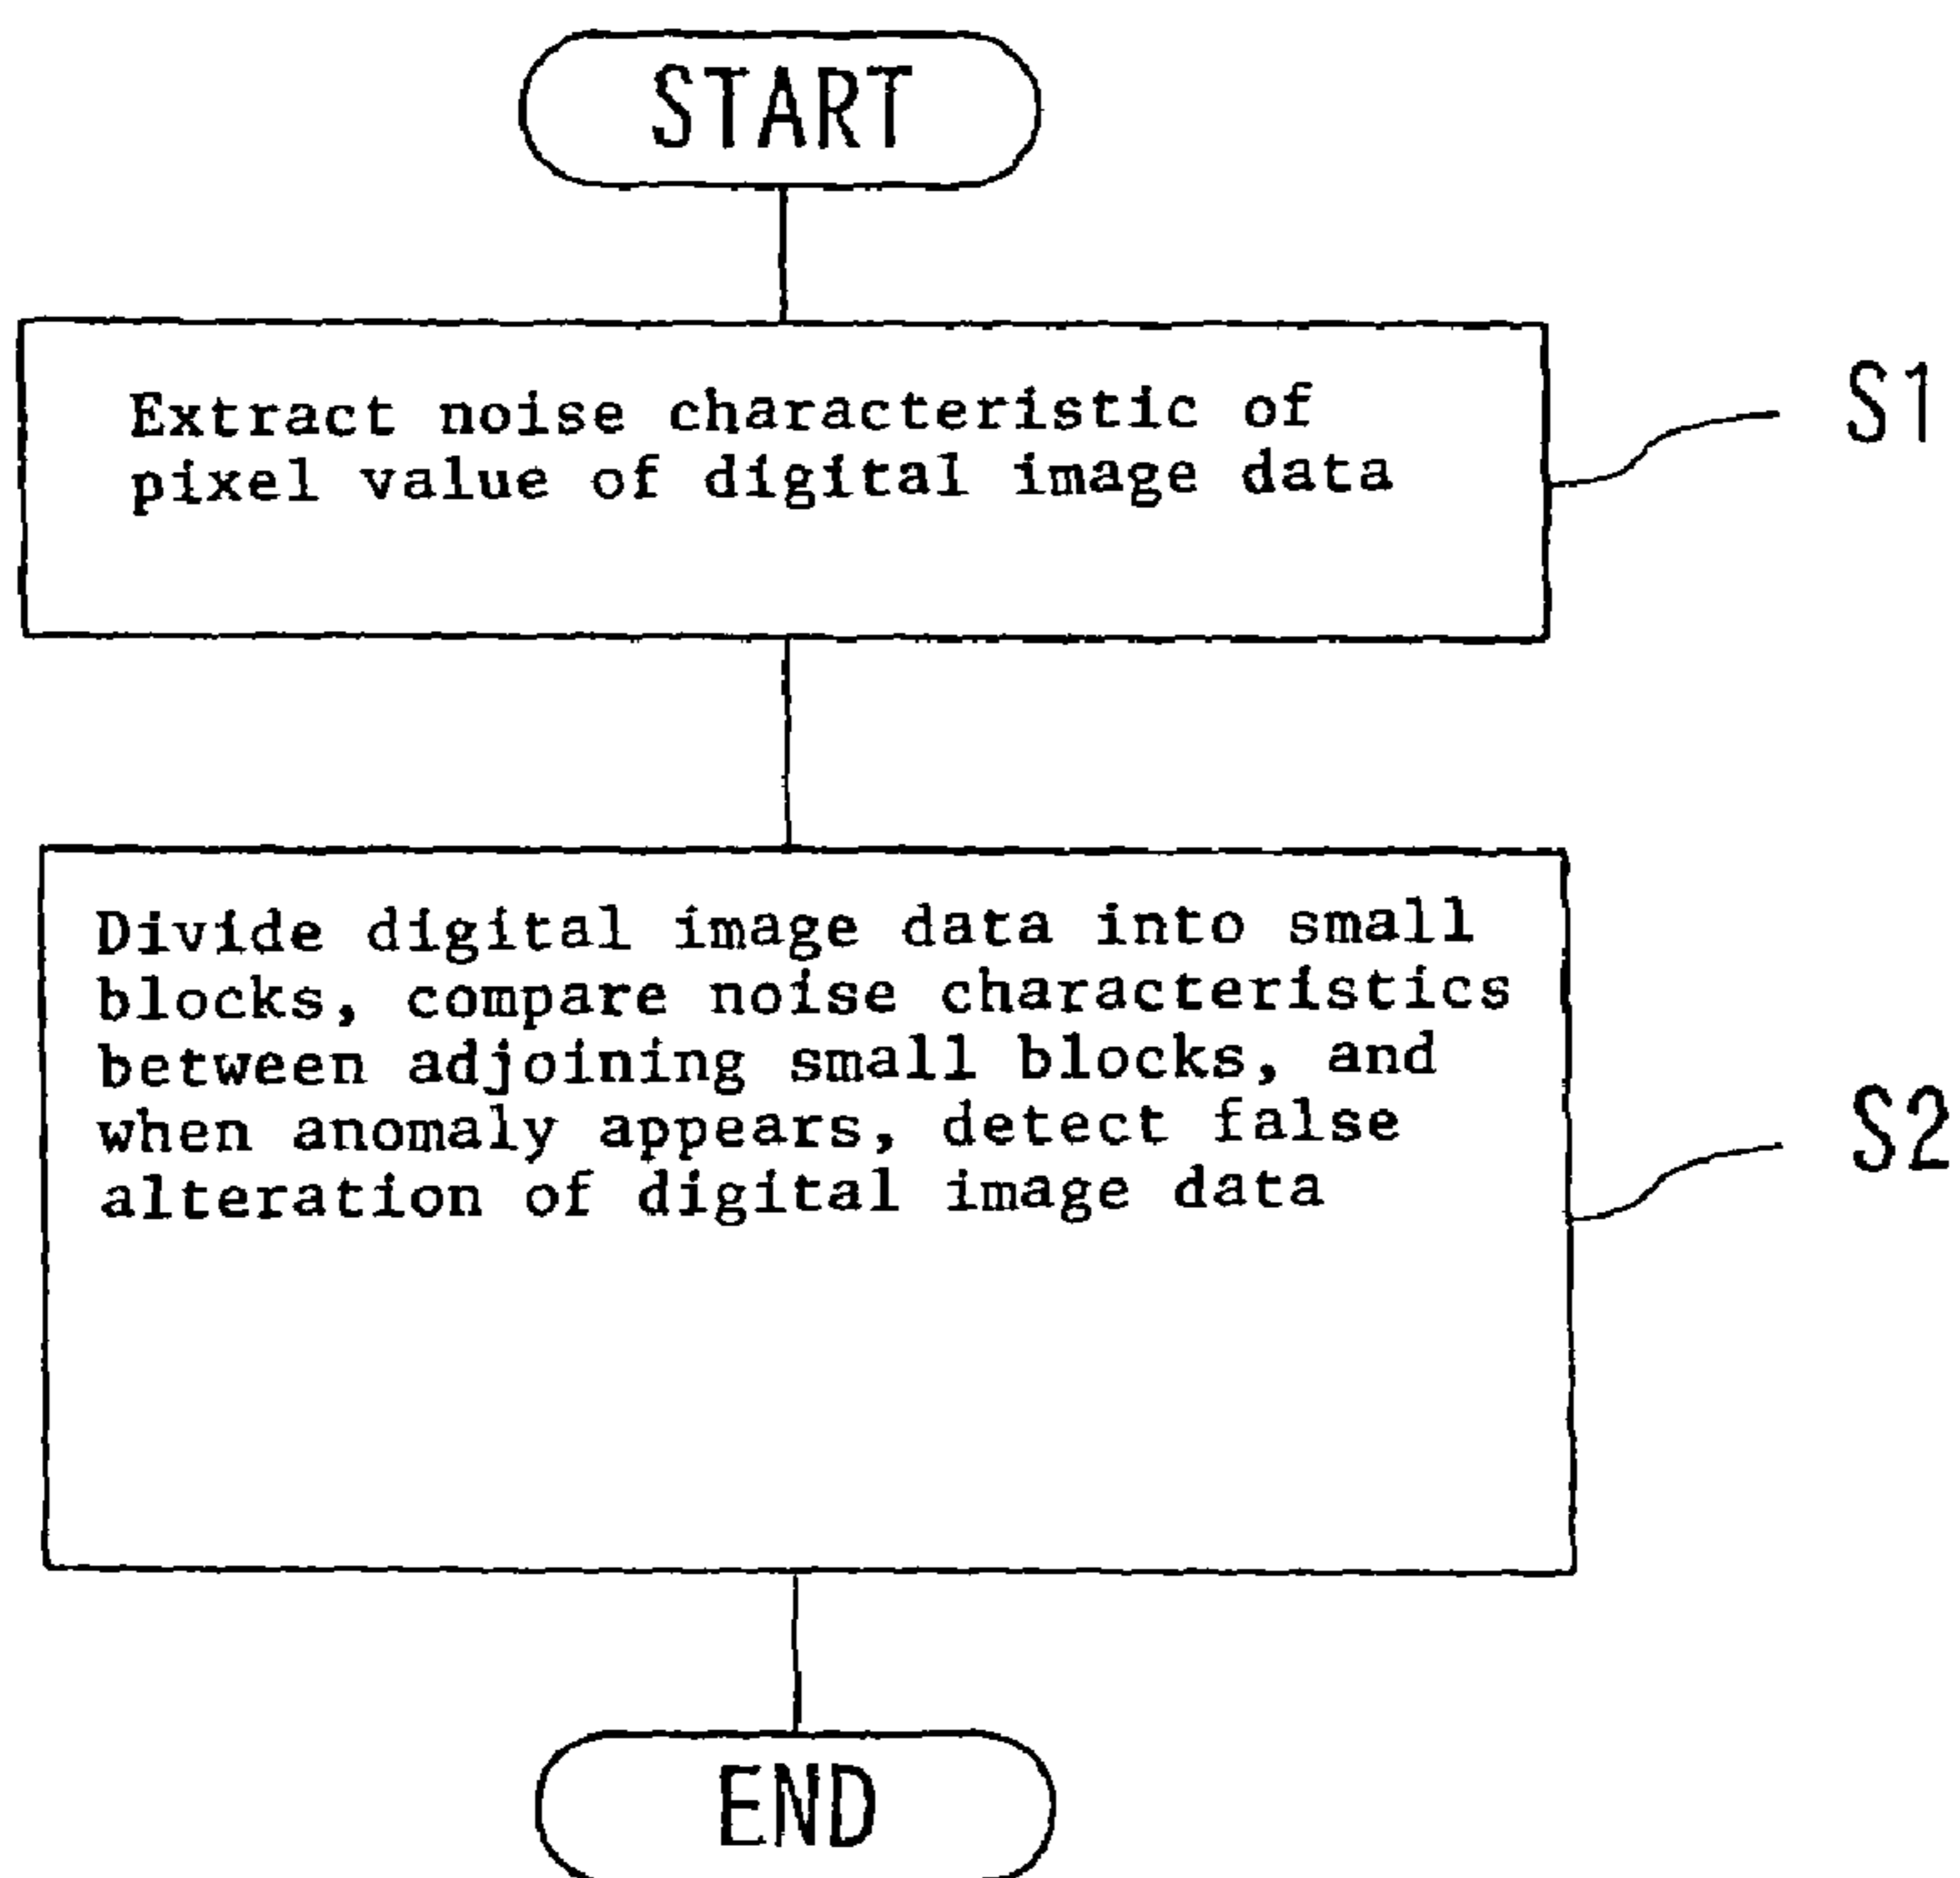 START
Extract noise characteristic of
pixel value of digital image data
S1
Divide digital image data into small
blocks, compare noise characteristics
between adjoining small blocks, and
when anomaly appears, detect false
alteration of digital image data
S2
END